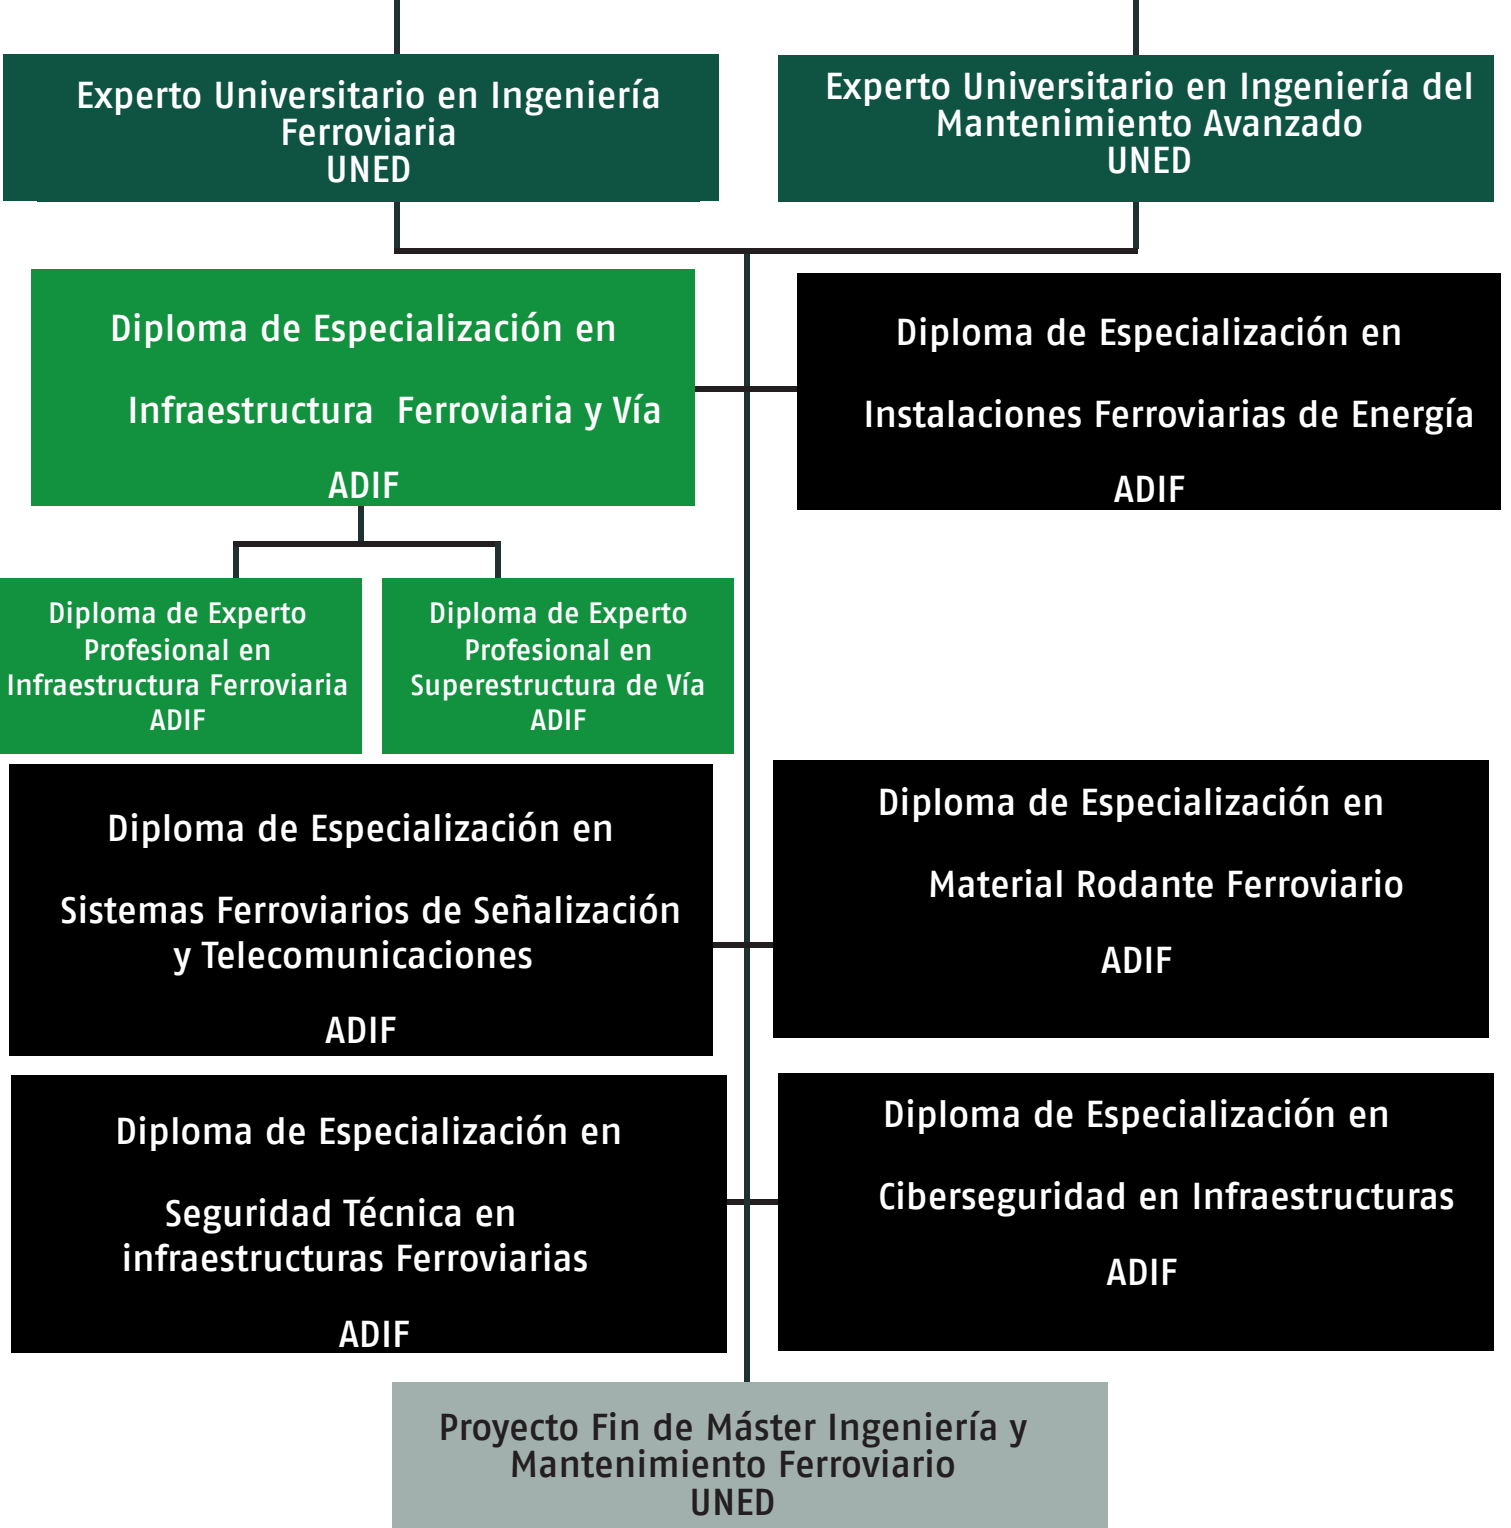 Experto Universitario en Ingeniería
Ferroviaria
UNED
Experto Universitario en Ingeniería del
Mantenimiento Avanzado
UNED
Diploma de Especialización en
Infraestructura Ferroviaria y Vía
ADIF
Diploma de Especialización en
Instalaciones Ferroviarias de Energía
ADIF
Diploma de Experto
Profesional en
Infraestructura Ferroviaria
ADIF
Diploma de Experto
Profesional en
Superestructura de Vía
ADIF
Diploma de Especialización en
Sistemas Ferroviarios de Señalización
y Telecomunicaciones
ADIF
Diploma de Especialización en
Material Rodante Ferroviario
ADIF
Diploma de Especialización en
Seguridad Técnica en
infraestructuras Ferroviarias
ADIF
Diploma de Especialización en
Ciberseguridad en Infraestructuras
ADIF
Proyecto Fin de Máster Ingeniería y
Mantenimiento Ferroviario
UNED